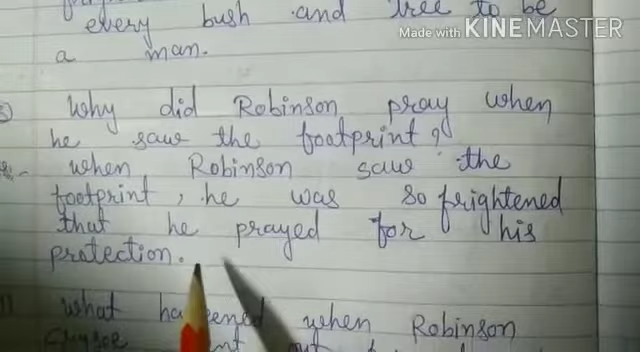 every bush and tree to be
Made with KINEMASTER
a man.
Why did Robinson pray when
he saw the footprint?
when Robinson saw the
footprint, he was so frightened
that he prayed for his
protection.
what when Robinson